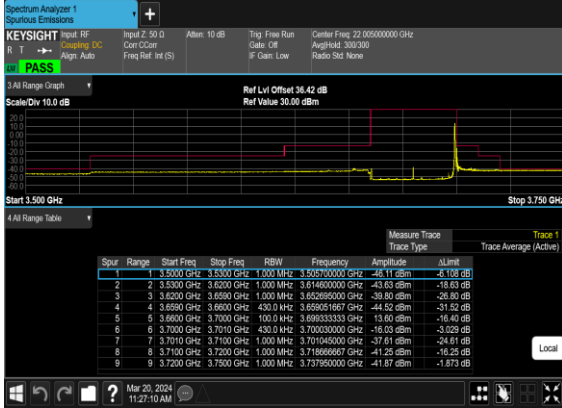 Spectrum Analyzer 1
Spurious Emissions
+
KEYSIGHT Input: RF Input Z: 50 Ω Atten: 10 dB Trig: Free Run Center Freq: 22.005000000 GHz
R T Coupling: DC Corr CCorr Gate: Off Avg|Hold: 300/300
Align: Auto Freq Ref: Int (S) IF Gain: Low Radio Std: None
PASS
3 All Range Graph Ref Lvl Offset 36.42 dB
Scale/Div 10.0 dB Ref Value 30.00 dBm
20.0
10.0
0.00
-10.0
-20.0
-30.0
-40.0
-50.0
-60.0
Start 3.500 GHz Stop 3.750 GHz
4 All Range Table
Measure Trace Trace 1
Trace Type Trace Average (Active)
Spur Range Start Freq Stop Freq RBW Frequency Amplitude ΔLimit
1 1 3.5000 GHz 3.5300 GHz 1.000 MHz 3.505700000 GHz -46.11 dBm -6.108 dB
2 2 3.5300 GHz 3.6200 GHz 1.000 MHz 3.614600000 GHz -43.63 dBm -18.63 dB
3 3 3.6200 GHz 3.6590 GHz 1.000 MHz 3.652695000 GHz -39.80 dBm -26.80 dB
4 4 3.6590 GHz 3.6600 GHz 430.0 kHz 3.659051667 GHz -44.52 dBm -31.52 dB
5 5 3.6600 GHz 3.7000 GHz 100.0 kHz 3.699333333 GHz 13.60 dBm -16.40 dB
6 6 3.7000 GHz 3.7010 GHz 430.0 kHz 3.700030000 GHz -16.03 dBm -3.029 dB
7 7 3.7010 GHz 3.7100 GHz 1.000 MHz 3.701045000 GHz -37.61 dBm -24.61 dB
8 8 3.7100 GHz 3.7200 GHz 1.000 MHz 3.718666667 GHz -41.25 dBm -16.25 dB
9 9 3.7200 GHz 3.7500 GHz 1.000 MHz 3.737950000 GHz -41.87 dBm -1.873 dB
Local
? Mar 20, 2024
11:27:10 AM